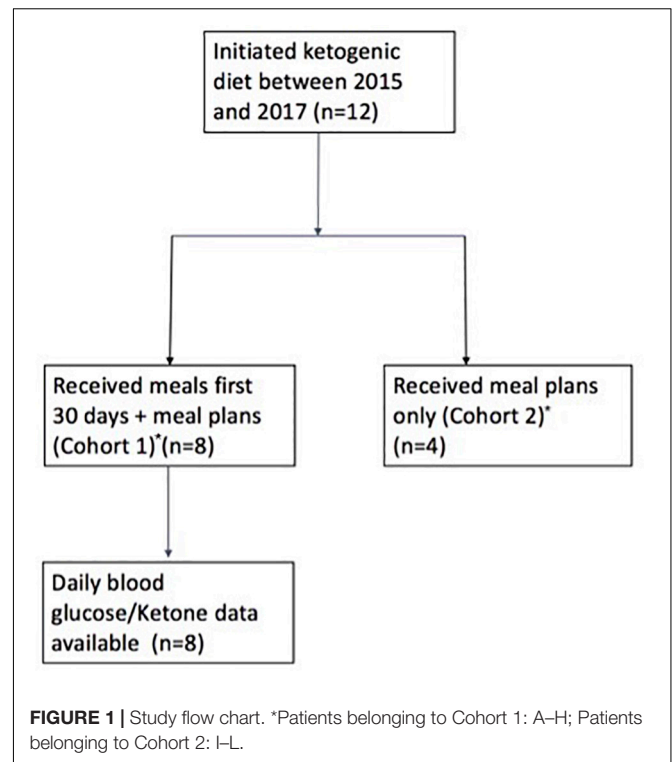 Initiated ketogenic
diet between 2015
and 2017 (n=12)
Received meals first
30 days + meal plans
(Cohort 1)*(n=8)
Received meal plans
only (Cohort 2)*
(n=4)
Daily blood
glucose/Ketone data
available (n=8)
FIGURE 1 | Study flow chart. *Patients belonging to Cohort 1: A–H; Patients
belonging to Cohort 2: I–L.